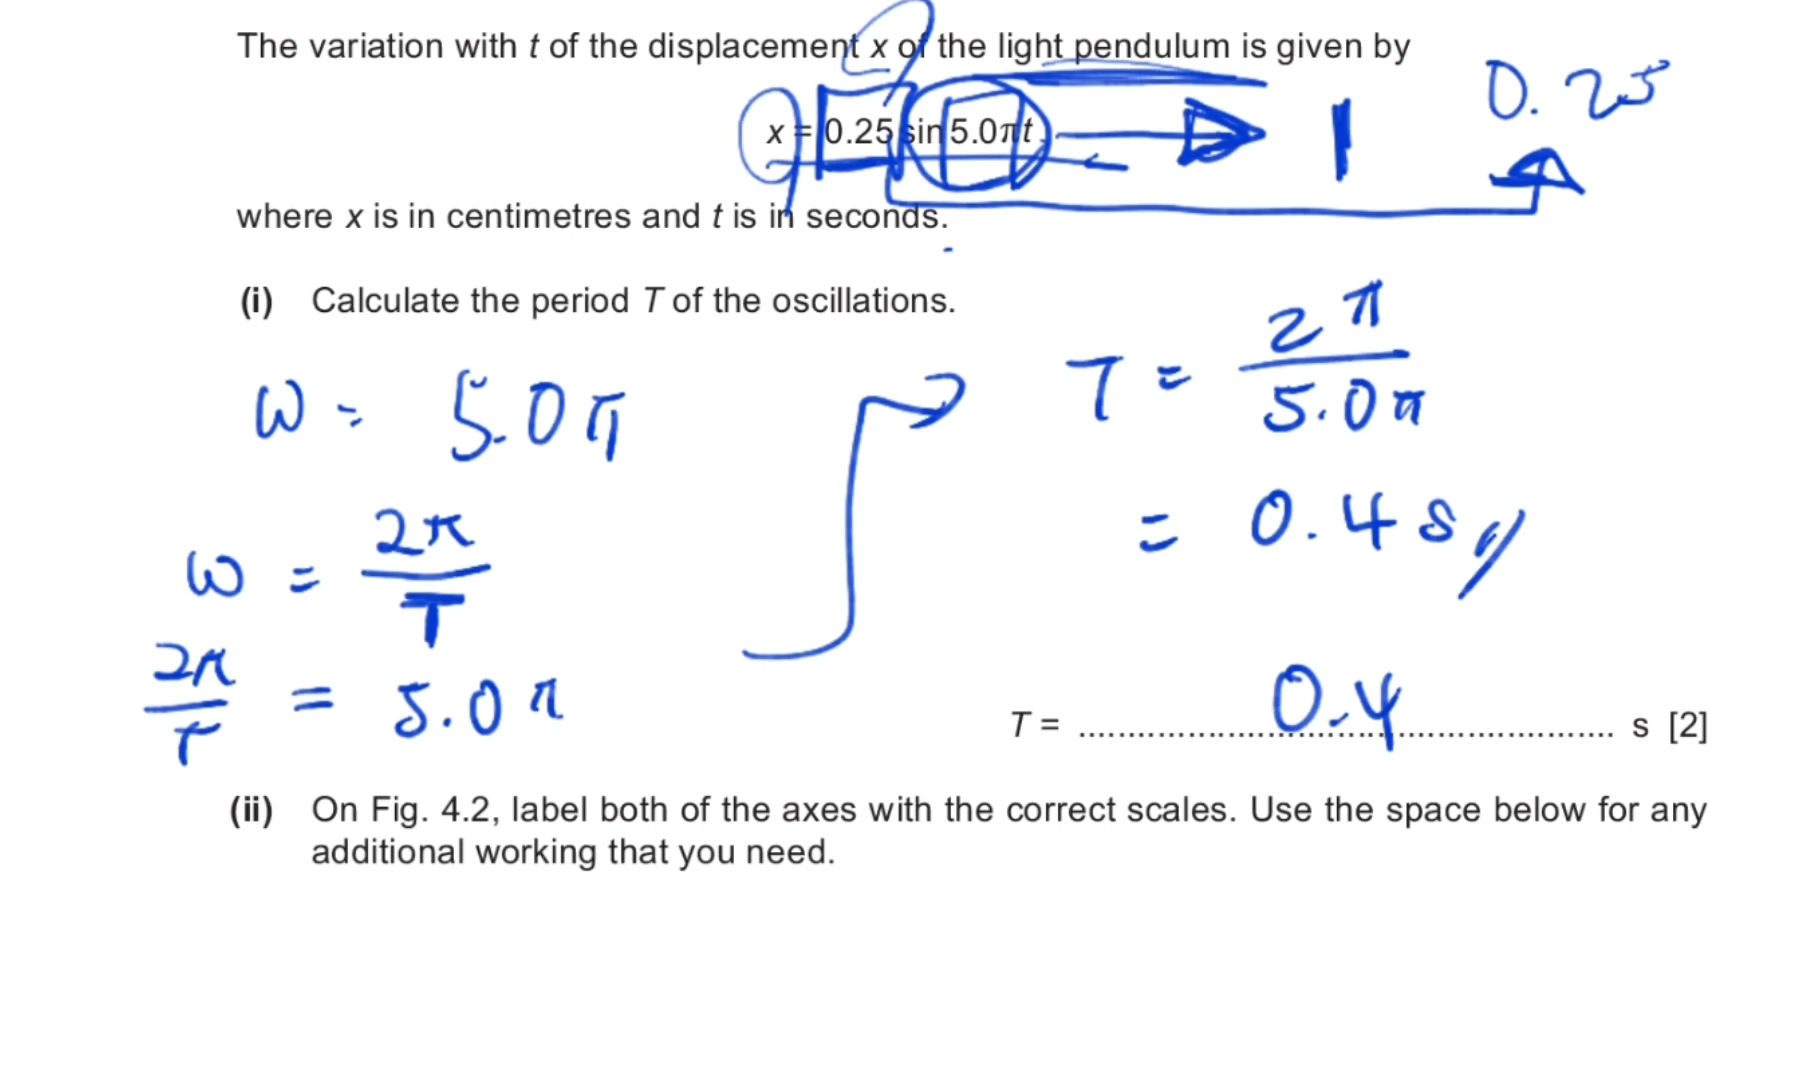 The variation with t of the displacement x of the light pendulum is given by
x = 0.25 sin 5.0πt
1
0.25
where x is in centimetres and t is in seconds.
(i) Calculate the period T of the oscillations.
ω = 5.0π
ω = 2π/T
2π/T = 5.0π
T = 2π/5.0π
= 0.4 s
T = 0.4 s [2]
(ii) On Fig. 4.2, label both of the axes with the correct scales. Use the space below for any
additional working that you need.